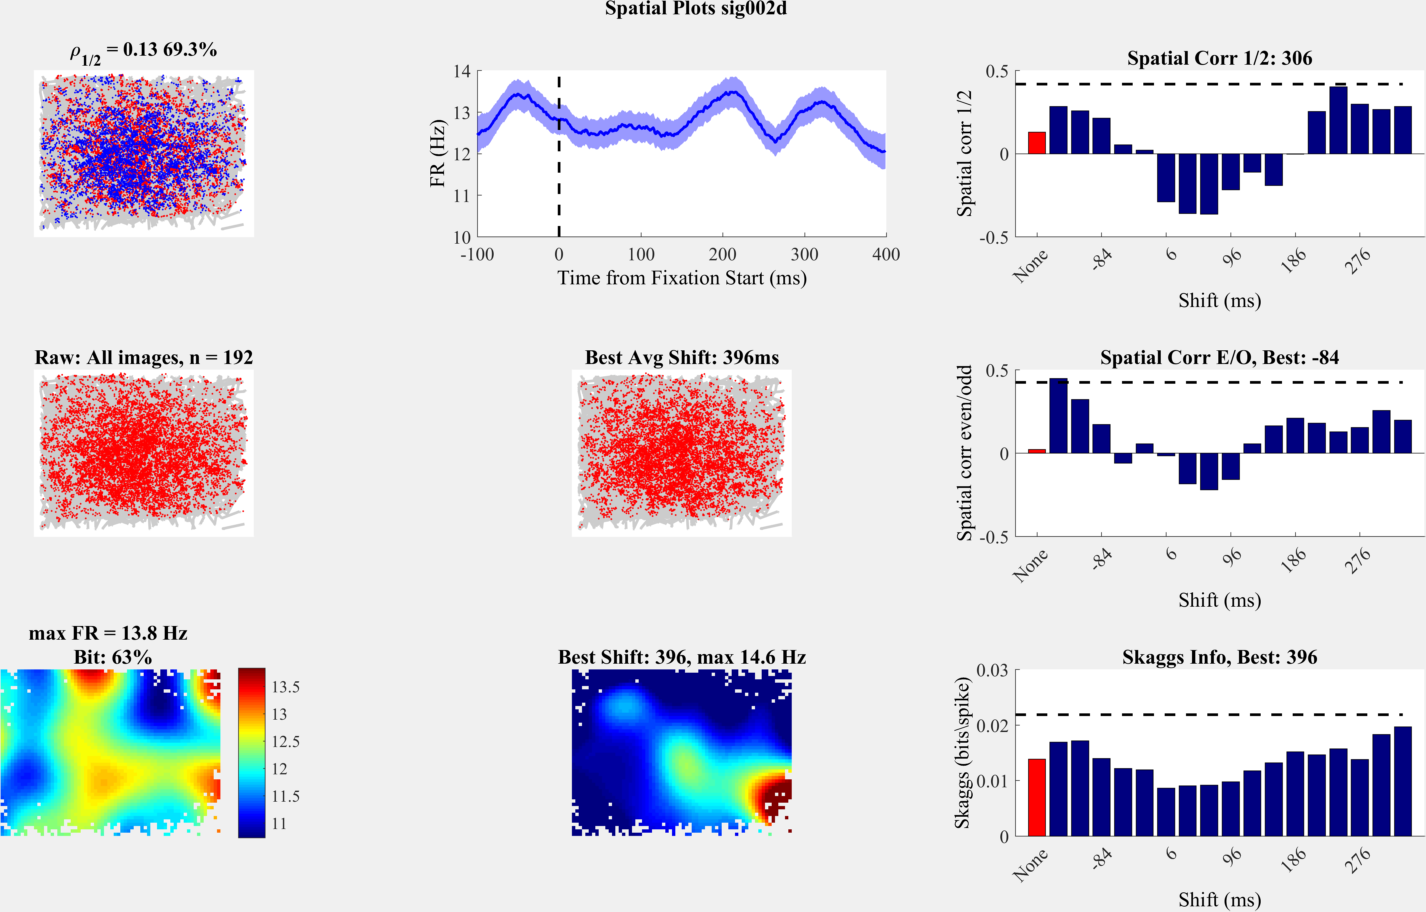 Spatial Plots sig002d
ρ1/2 = 0.13 69.3%
14
13
12
11
10
FR (Hz)
-100
0
100
200
300
400
Time from Fixation Start (ms)
Spatial Corr 1/2: 306
0.5
0
-0.5
Spatial corr 1/2
None
-84
6
96
186
276
Shift (ms)
Raw: All images, n = 192
Best Avg Shift: 396ms
Spatial Corr E/O, Best: -84
0.5
0
-0.5
Spatial corr even/odd
None
-84
6
96
186
276
Shift (ms)
max FR = 13.8 Hz
Bit: 63%
13.5
13
12.5
12
11.5
11
Best Shift: 396, max 14.6 Hz
Skaggs Info, Best: 396
0.03
0.02
0.01
0
Skaggs (bits\spike)
None
-84
6
96
186
276
Shift (ms)